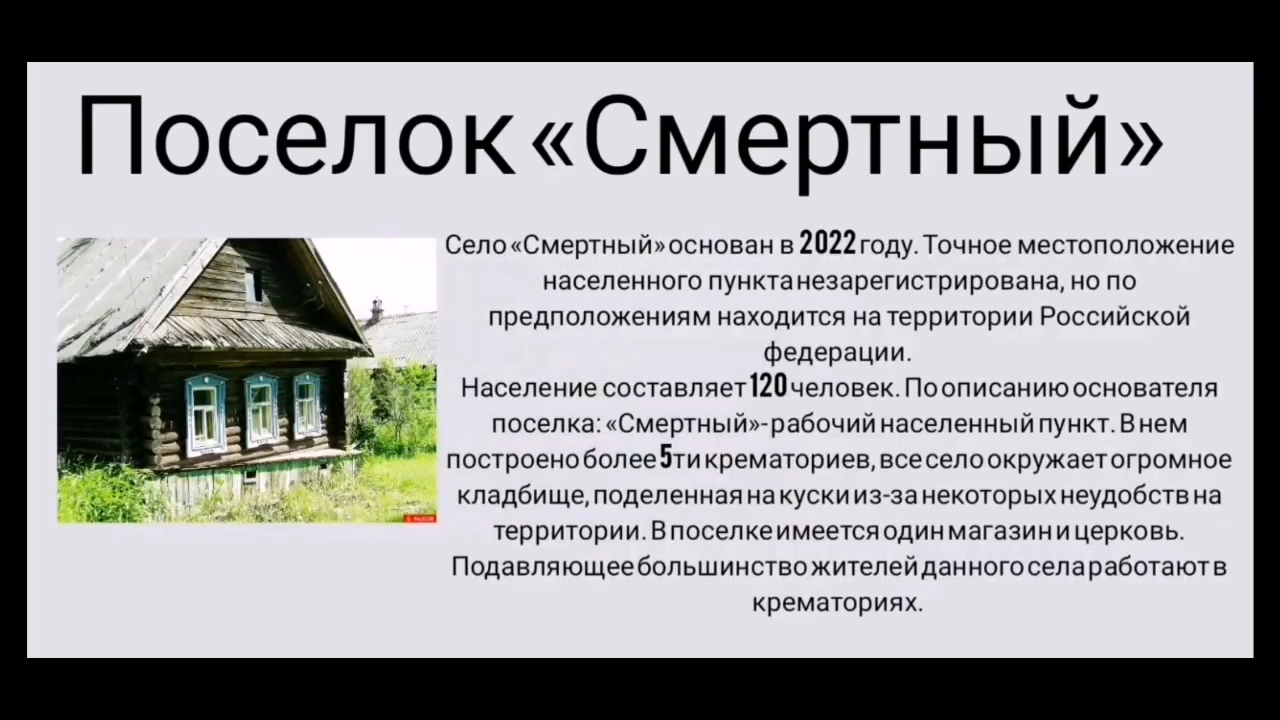 Поселок «Смертный»
Село «Смертный» основан в 2022 году. Точное местоположение
населенного пункта незарегистрирована, но по
предположениям находится на территории Российской
федерации.
Население составляет 120 человек. По описанию основателя
поселка: «Смертный»- рабочий населенный пункт. В нем
построено более 5ти крематориев, все село окружает огромное
кладбище, поделенная на куски из-за некоторых неудобств на
территории. В поселке имеется один магазин и церковь.
Подавляющее большинство жителей данного села работают в
крематориях.